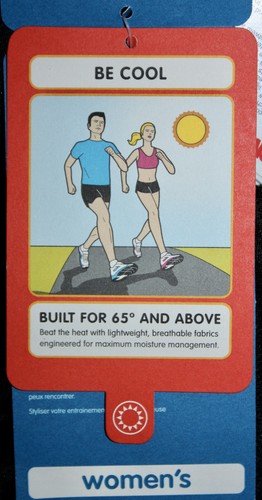 BE COOL
BUILT FOR 65° AND ABOVE
Beat the heat with lightweight, breathable fabrics
engineered for maximum moisture management.
peux rencontrer.
Styliser votre entrainement
women's